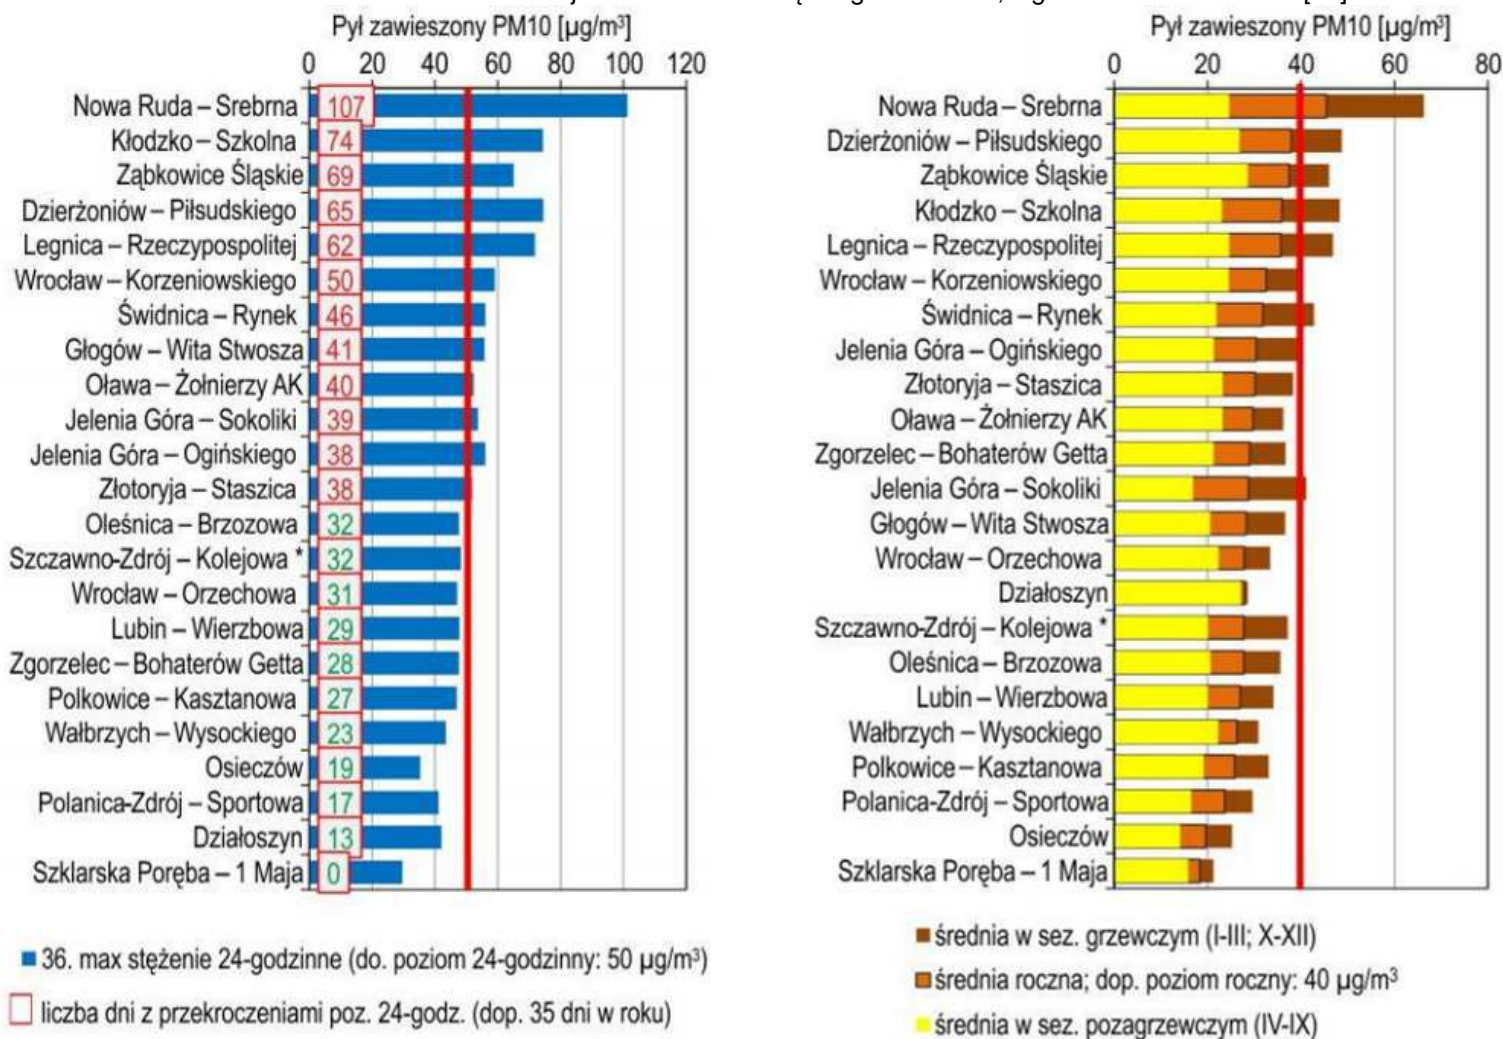 Pył zawieszony PM10 [µg/m³]
0 20 40 60 80 100 120
Nowa Ruda – Srebrna 107
Kłodzko – Szkolna 74
Ząbkowice Śląskie 69
Dzierżoniów – Piłsudskiego 65
Legnica – Rzeczypospolitej 62
Wrocław – Korzeniowskiego 50
Świdnica – Rynek 46
Głogów – Wita Stwosza 41
Oława – Żołnierzy AK 40
Jelenia Góra – Sokoliki 39
Jelenia Góra – Ogińskiego 38
Złotoryja – Staszica 38
Oleśnica – Brzozowa 32
Szczawno-Zdrój – Kolejowa * 32
Wrocław – Orzechowa 31
Lubin – Wierzbowa 29
Zgorzelec – Bohaterów Getta 28
Polkowice – Kasztanowa 27
Wałbrzych – Wysockiego 23
Osieczów 19
Polanica-Zdrój – Sportowa 17
Działoszyn 13
Szklarska Poręba – 1 Maja 0
36. max stężenie 24-godzinne (do. poziom 24-godzinny: 50 µg/m³)
liczba dni z przekroczeniami poz. 24-godz. (dop. 35 dni w roku)
Pył zawieszony PM10 [µg/m³]
0 20 40 60 80
Nowa Ruda – Srebrna
Dzierżoniów – Piłsudskiego
Ząbkowice Śląskie
Kłodzko – Szkolna
Legnica – Rzeczypospolitej
Wrocław – Korzeniowskiego
Świdnica – Rynek
Jelenia Góra – Ogińskiego
Złotoryja – Staszica
Oława – Żołnierzy AK
Zgorzelec – Bohaterów Getta
Jelenia Góra – Sokoliki
Głogów – Wita Stwosza
Wrocław – Orzechowa
Działoszyn
Szczawno-Zdrój – Kolejowa *
Oleśnica – Brzozowa
Lubin – Wierzbowa
Wałbrzych – Wysockiego
Polkowice – Kasztanowa
Polanica-Zdrój – Sportowa
Osieczów
Szklarska Poręba – 1 Maja
średnia w sez. grzewczym (I-III; X-XII)
średnia roczna; dop. poziom roczny: 40 µg/m³
średnia w sez. pozagrzewczym (IV-IX)